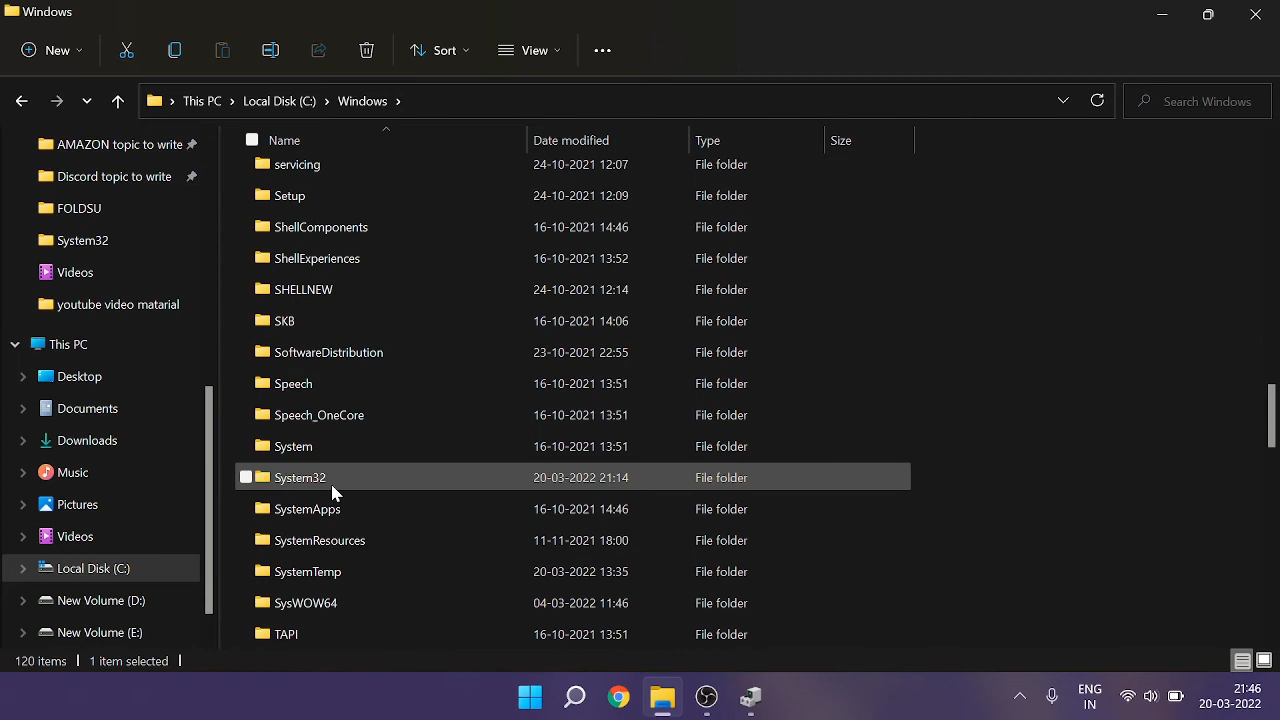 Windows
New
Sort
View
This PC
Local Disk (C:)
Windows
Search Windows
AMAZON topic to write
Discord topic to write
FOLDSU
System32
Videos
youtube video matarial
This PC
Desktop
Documents
Downloads
Music
Pictures
Videos
Local Disk (C:)
New Volume (D:)
New Volume (E:)
Name Date modified Type Size
servicing 24-10-2021 12:07 File folder
Setup 24-10-2021 12:09 File folder
ShellComponents 16-10-2021 14:46 File folder
ShellExperiences 16-10-2021 13:52 File folder
SHELLNEW 24-10-2021 12:14 File folder
SKB 16-10-2021 14:06 File folder
SoftwareDistribution 23-10-2021 22:55 File folder
Speech 16-10-2021 13:51 File folder
Speech_OneCore 16-10-2021 13:51 File folder
System 16-10-2021 13:51 File folder
System32 20-03-2022 21:14 File folder
SystemApps 16-10-2021 14:46 File folder
SystemResources 11-11-2021 18:00 File folder
SystemTemp 20-03-2022 13:35 File folder
SysWOW64 04-03-2022 11:46 File folder
TAPI 16-10-2021 13:51 File folder
120 items 1 item selected
ENG
IN
21:46
20-03-2022